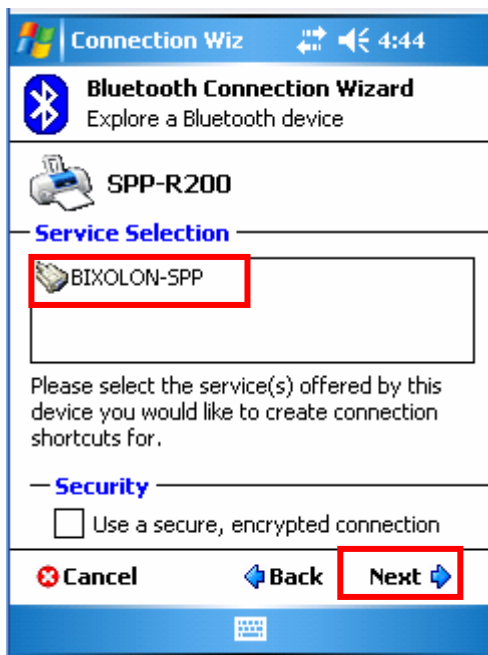 Connection Wiz 4:44
Bluetooth Connection Wizard
Explore a Bluetooth device
SPP-R200
Service Selection
BIXOLON-SPP
Please select the service(s) offered by this
device you would like to create connection
shortcuts for.
Security
Use a secure, encrypted connection
Cancel Back Next